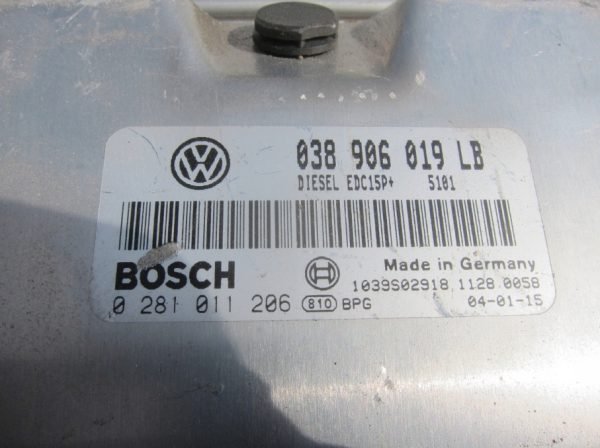 038 906 019 LB
DIESEL EDC15P+ 5101
BOSCH
Made in Germany
1039S02918 1128.0058
0 281 011 206 810 BPG 04-01-15